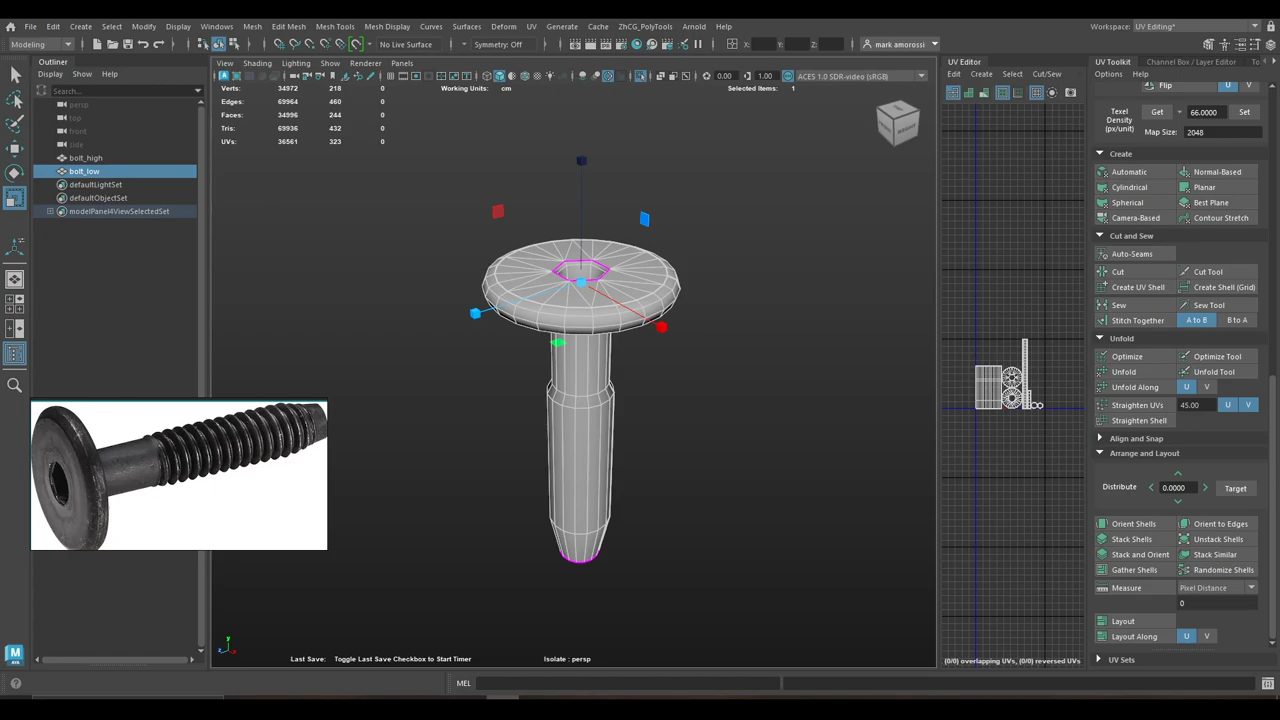 File Edit Create Select Modify Display Windows Mesh Edit Mesh Mesh Tools Mesh Display Curves Surfaces Deform UV Generate Cache ZhCG_PolyTools Arnold Help
Workspace: UV Editing*
Modeling
No Live Surface
Symmetry: Off
X: Y: Z:
mark amorossi
Outliner
Display Show Help
Search...
persp
top
front
side
bolt_high
bolt_low
defaultLightSet
defaultObjectSet
modelPanel4ViewSelectedSet
View Shading Lighting Show Renderer Panels
0.00 1.00 ACES 1.0 SDR-video (sRGB)
Verts: 34972 218 0
Edges: 69964 460 0
Faces: 34996 244 0
Tris: 69936 432 0
UVs: 36561 323 0
Working Units: cm
Selected Items: 1
RIGHT
Last Save: Toggle Last Save Checkbox to Start Timer
Isolate : persp
UV Editor
Edit Create Select Cut/Sew
(0/0) overlapping UVs, (0/0) reversed UVs
UV Toolkit Channel Box / Layer Editor To
Options Help
Flip U V
Texel Density (px/unit) Get 66.0000 Set
Map Size: 2048
Create
Automatic Normal-Based
Cylindrical Planar
Spherical Best Plane
Camera-Based Contour Stretch
Cut and Sew
Auto-Seams
Cut Cut Tool
Create UV Shell Create Shell (Grid)
Sew Sew Tool
Stitch Together A to B B to A
Unfold
Optimize Optimize Tool
Unfold Unfold Tool
Unfold Along U V
Straighten UVs 45.00 U V
Straighten Shell
Align and Snap
Arrange and Layout
Distribute 0.0000 Target
Orient Shells Orient to Edges
Stack Shells Unstack Shells
Stack and Orient Stack Similar
Gather Shells Randomize Shells
Measure Pixel Distance
0
Layout
Layout Along U V
UV Sets
y
MEL
M